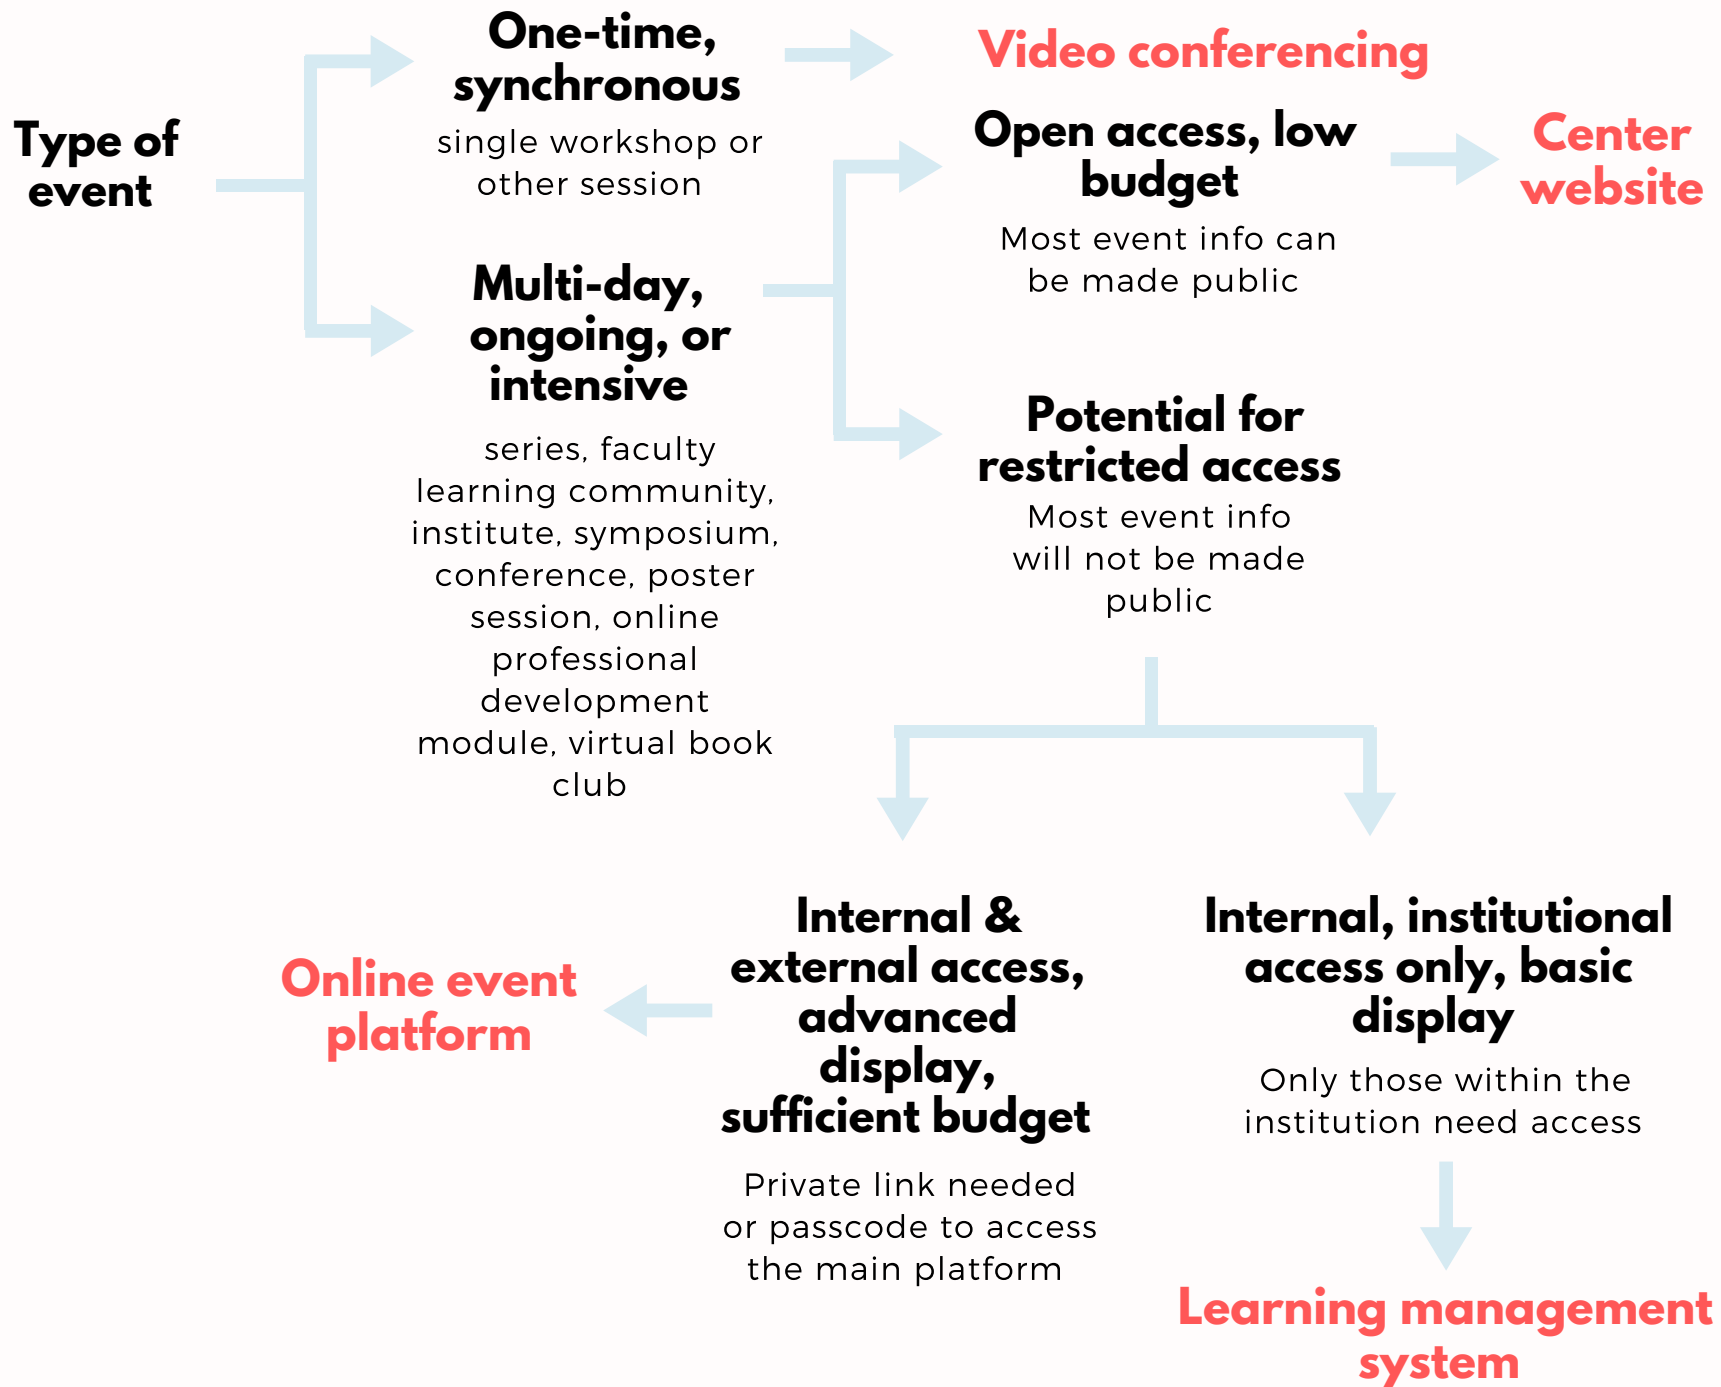 Type of
event
One-time,
synchronous
single workshop or
other session
Video conferencing
Multi-day,
ongoing, or
intensive
series, faculty
learning community,
institute, symposium,
conference, poster
session, online
professional
development
module, virtual book
club
Open access, low
budget
Most event info can
be made public
Center
website
Potential for
restricted access
Most event info
will not be made
public
Internal &
external access,
advanced
display,
sufficient budget
Private link needed
or passcode to access
the main platform
Online event
platform
Internal, institutional
access only, basic
display
Only those within the
institution need access
Learning management
system